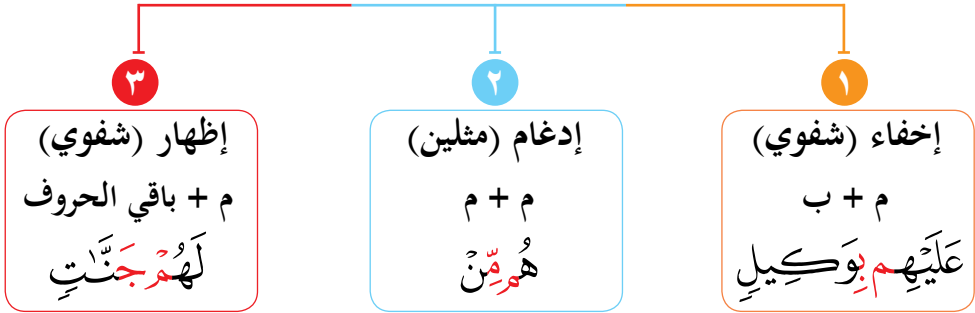 ١
إخفاء (شفوي)
م + ب
عَلَيْهِم بِوَكِيلٍ
٢
إدغام (مثلين)
م + م
هُم مِّنْ
٣
إظهار (شفوي)
م + باقي الحروف
لَهُمْ جَنَّـٰتٍ